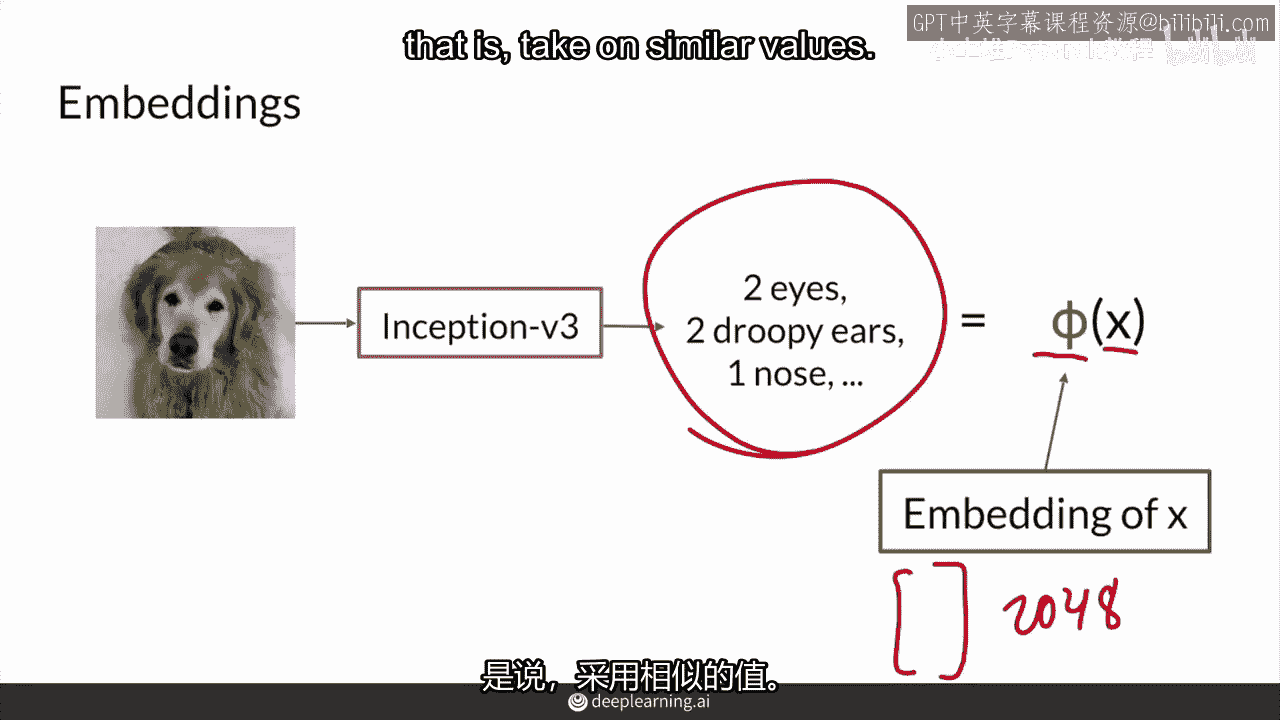 GPT中英字幕课程资源@bilibili.com
that is, take on similar values.
Embeddings
Inception-v3
2 eyes,
2 droopy ears,
1 nose, ...
= ϕ(x)
Embedding of x
[ ] 2048
是说，采用相似的值。
deeplearning.ai